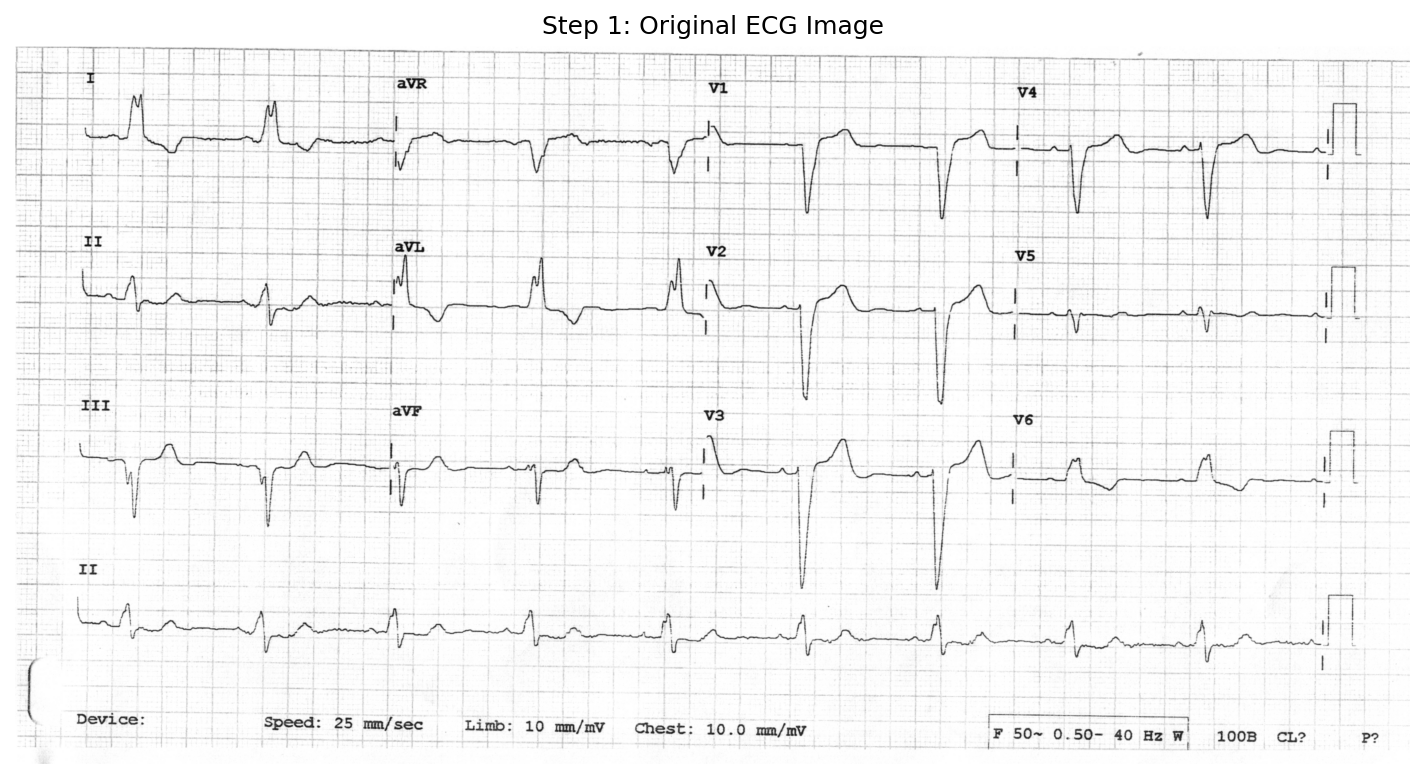 Step 1: Original ECG Image
I aVR V1 V4
II aVL V2 V5
III aVF V3 V6
II
Device: Speed: 25 mm/sec Limb: 10 mm/mV Chest: 10.0 mm/mV F 50~ 0.50- 40 Hz W 100B CL? P?